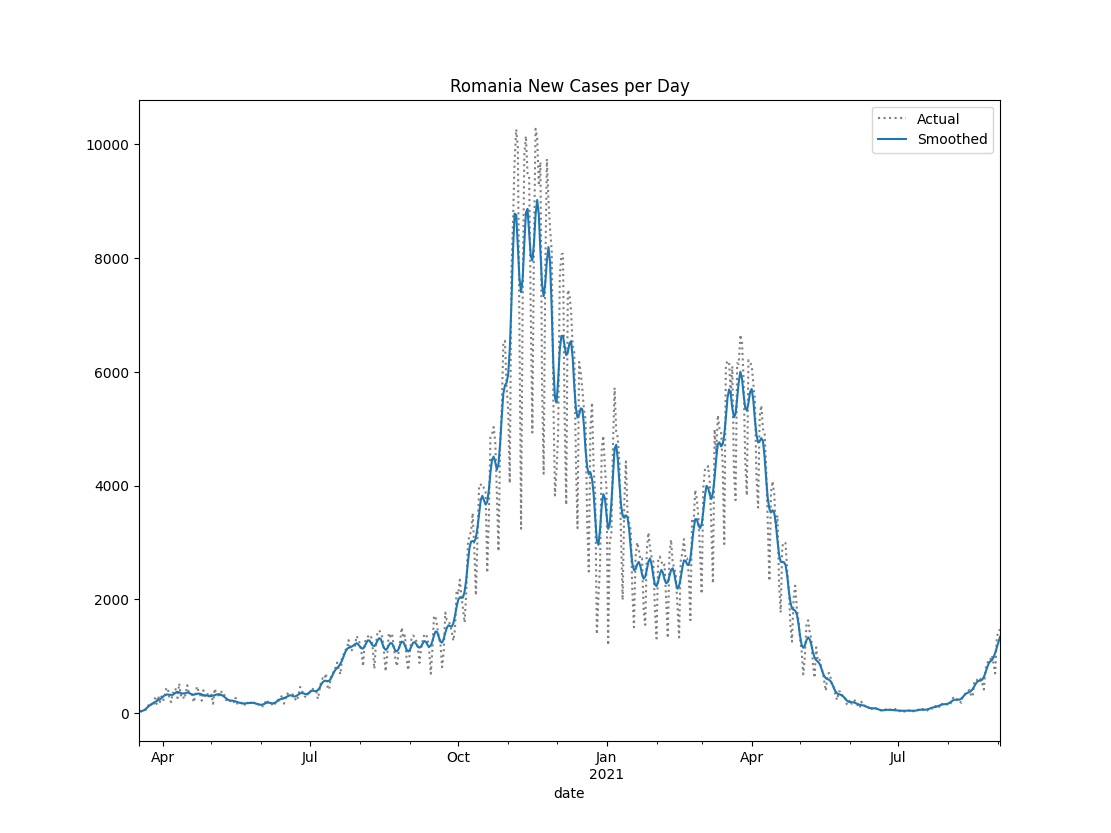 Romania New Cases per Day
Actual
Smoothed
10000
8000
6000
4000
2000
0
Apr
Jul
Oct
Jan
2021
Apr
Jul
date